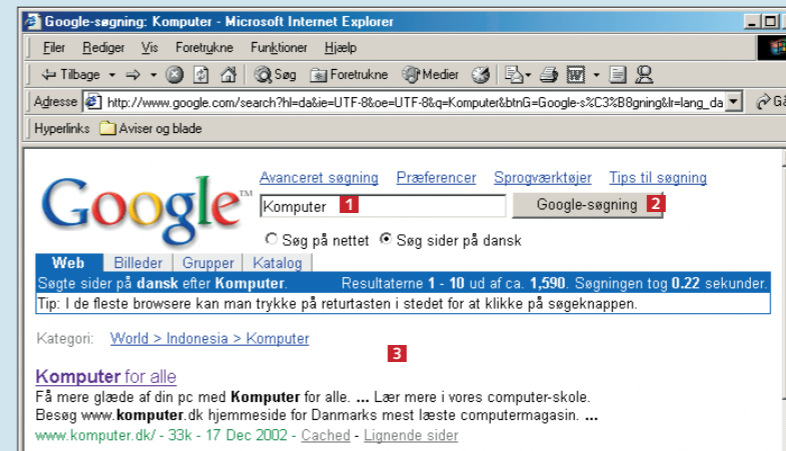 Google-søgning: Komputer - Microsoft Internet Explorer
Filer Rediger Vis Foretrukne Funktioner Hjælp
Tilbage Søg Foretrukne Medier
Adresse http://www.google.com/search?hl=da&ie=UTF-8&oe=UTF-8&q=Komputer&btnG=Google-s%C3%B8gning&lr=lang_da
Hyperlinks Aviser og blade
Avanceret søgning Præferencer Sprogværktøjer Tips til søgning
Google™ Komputer 1 Google-søgning 2
Søg på nettet Søg sider på dansk
Web Billeder Grupper Katalog
Søgte sider på dansk efter Komputer. Resultaterne 1 - 10 ud af ca. 1,590. Søgningen tog 0.22 sekunder.
Tip: I de fleste browsere kan man trykke på returtasten i stedet for at klikke på søgeknappen.
Kategori: World > Indonesia > Komputer
3
Komputer for alle
Få mere glæde af din pc med Komputer for alle. ... Lær mere i vores computer-skole.
Besøg www.komputer.dk hjemmeside for Danmarks mest læste computermagasin. ...
www.komputer.dk/ - 33k - 17 Dec 2002 - Cached - Lignende sider